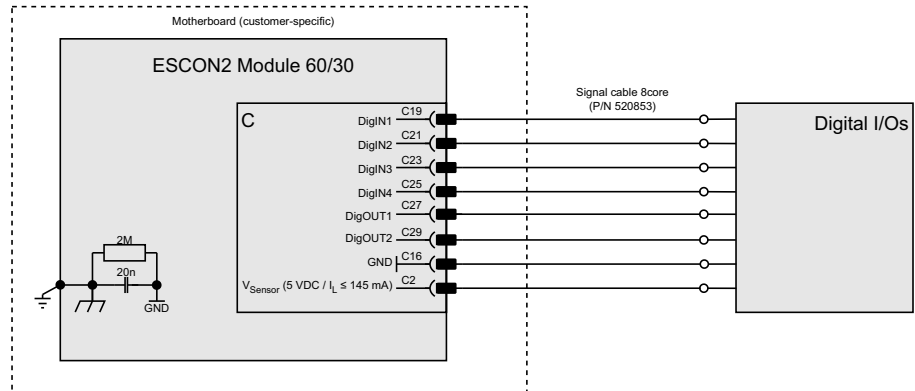 Motherboard (customer-specific)
ESCON2 Module 60/30
Signal cable 8core
(P/N 520853)
C
Digital I/Os
DigIN1 C19
DigIN2 C21
DigIN3 C23
DigIN4 C25
DigOUT1 C27
DigOUT2 C29
GND C16
VSensor (5 VDC / IL ≤ 145 mA) C2
2M
20n
GND